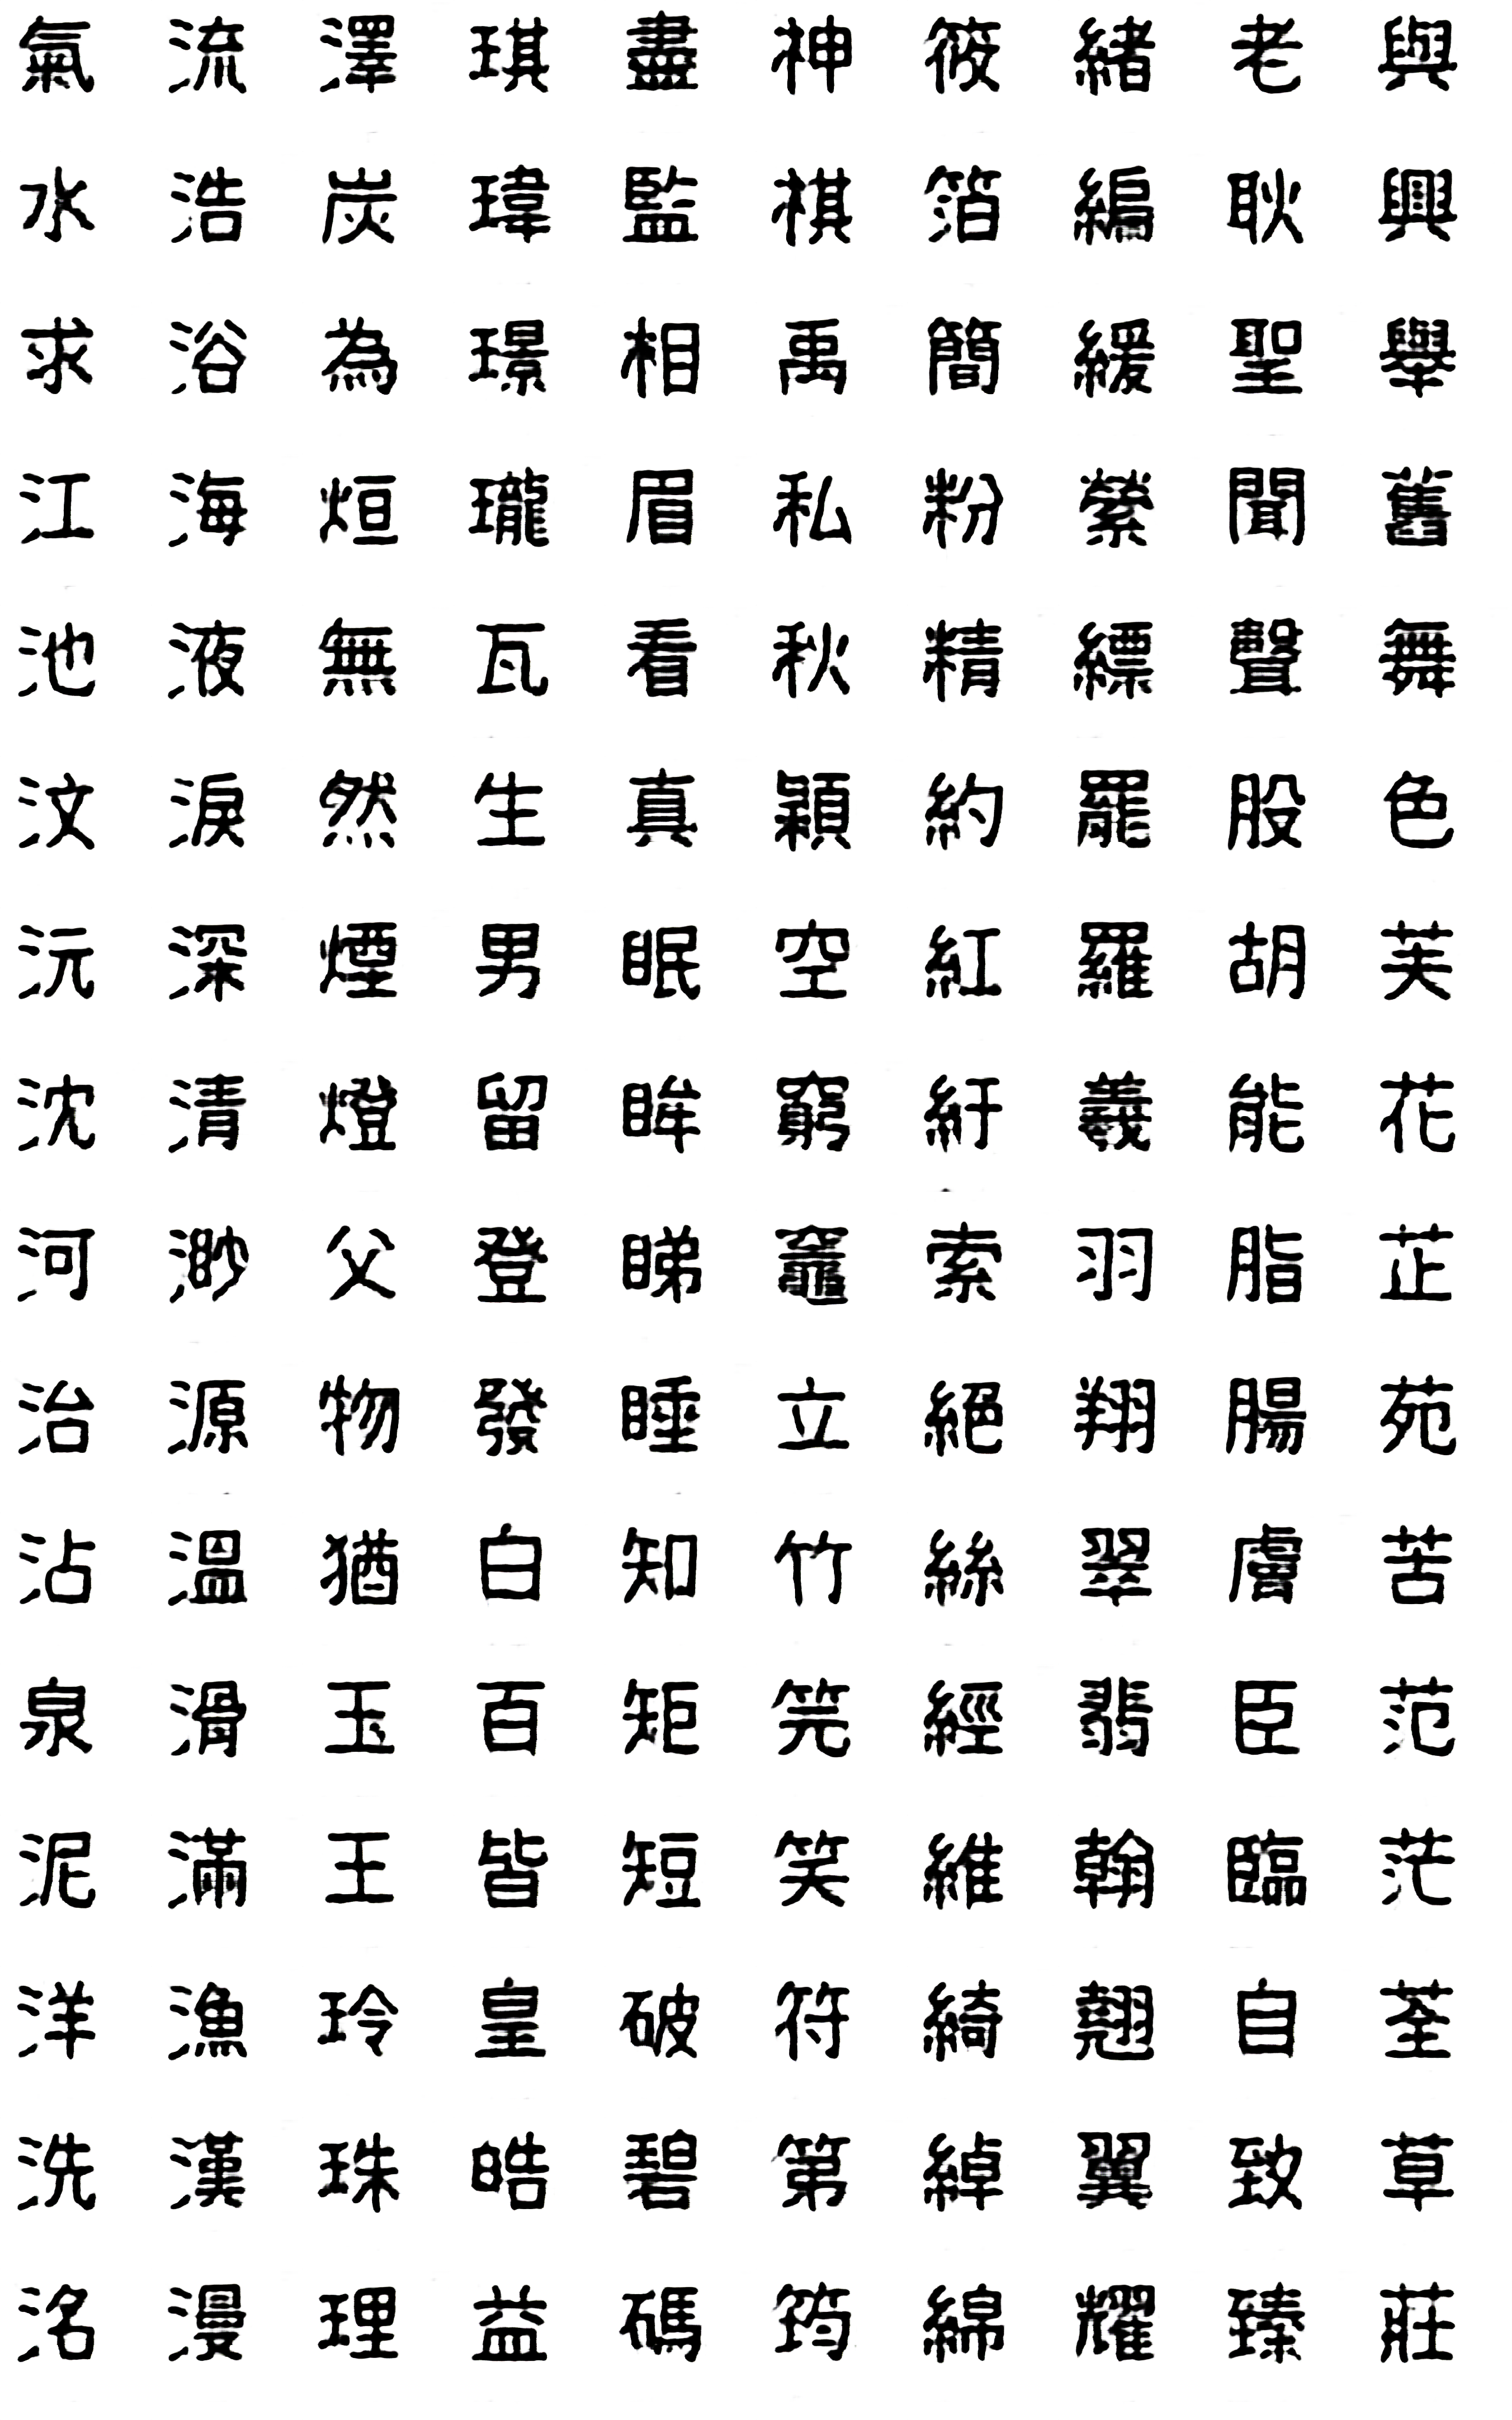 氣流澤琪盡神筱緒老與
水浩炭瑋監棋箔編耿興
求浴為璟相禹簡緩聖舉
江海烜瓏眉私粉縈聞舊
池液無瓦看秋精縹聲舞
汶淚然生真穎約罷股色
沅深煙男眠空紅羅胡芙
沈清燈留眸窮紆羲能花
河渺父登睇竈索羽脂芷
治源物發睡立絕翔腸苑
沾溫猶白知竹絲翠膚苦
泉滑玉百矩筦經翡臣范
泥滿王皆短笑維翰臨茫
洋漁玲皇破符綺翹自荃
洗漢珠皓碧第綽翼致草
洺漫理益碼筠綿耀臻莊